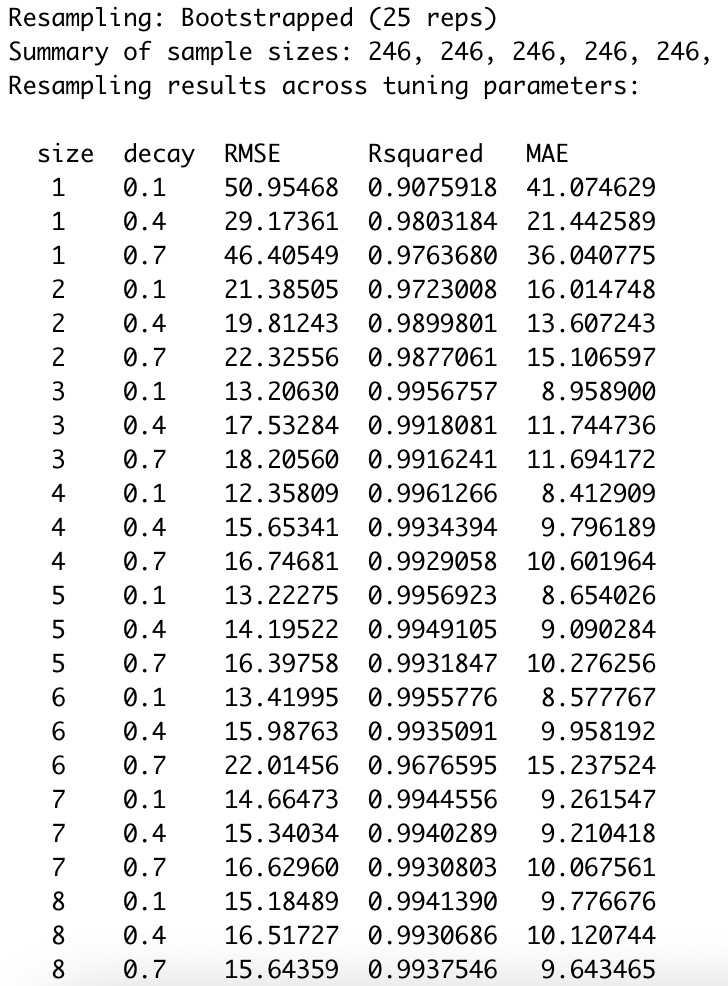 Resampling: Bootstrapped (25 reps)
Summary of sample sizes: 246, 246, 246, 246, 246,
Resampling results across tuning parameters:
size decay RMSE Rsquared MAE
1 0.1 50.95468 0.9075918 41.074629
1 0.4 29.17361 0.9803184 21.442589
1 0.7 46.40549 0.9763680 36.040775
2 0.1 21.38505 0.9723008 16.014748
2 0.4 19.81243 0.9899801 13.607243
2 0.7 22.32556 0.9877061 15.106597
3 0.1 13.20630 0.9956757 8.958900
3 0.4 17.53284 0.9918081 11.744736
3 0.7 18.20560 0.9916241 11.694172
4 0.1 12.35809 0.9961266 8.412909
4 0.4 15.65341 0.9934394 9.796189
4 0.7 16.74681 0.9929058 10.601964
5 0.1 13.22275 0.9956923 8.654026
5 0.4 14.19522 0.9949105 9.090284
5 0.7 16.39758 0.9931847 10.276256
6 0.1 13.41995 0.9955776 8.577767
6 0.4 15.98763 0.9935091 9.958192
6 0.7 22.01456 0.9676595 15.237524
7 0.1 14.66473 0.9944556 9.261547
7 0.4 15.34034 0.9940289 9.210418
7 0.7 16.62960 0.9930803 10.067561
8 0.1 15.18489 0.9941390 9.776676
8 0.4 16.51727 0.9930686 10.120744
8 0.7 15.64359 0.9937546 9.643465